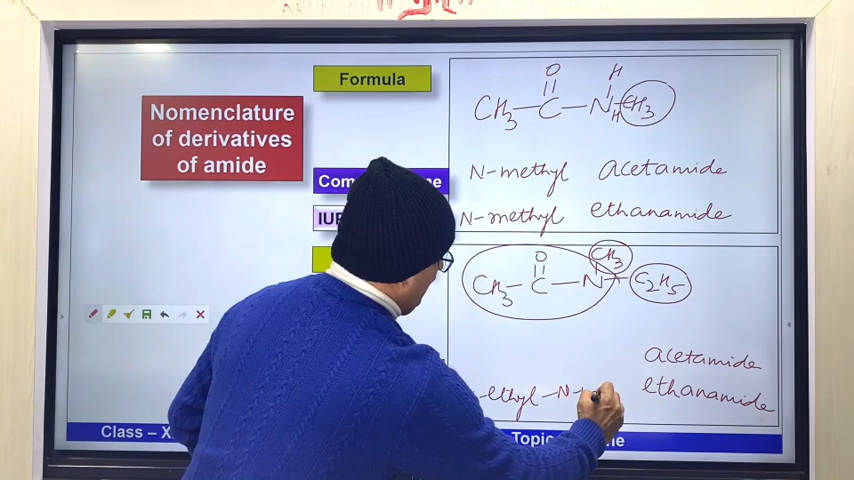 Nomenclature
of derivatives
of amide
Formula
O
H
CH3 — C — N — CH3
H
N-methyl acetamide
N-methyl ethanamide
O
CH3
CH3 — C — N — C2H5
acetamide
ethanamide
-ethyl-N-
Class – X
Topic